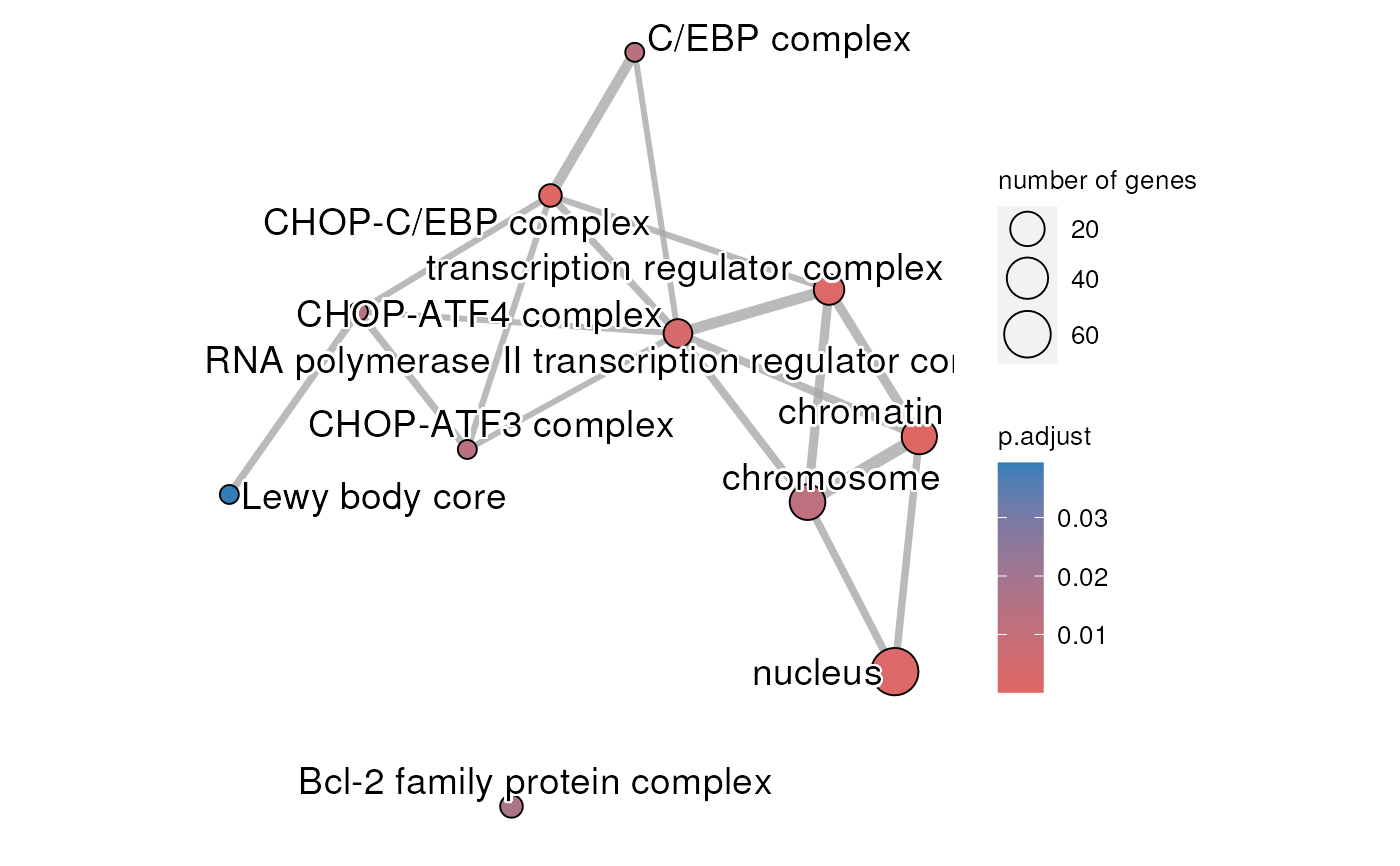 C/EBP complex
CHOP-C/EBP complex
transcription regulator complex
CHOP-ATF4 complex
RNA polymerase II transcription regulator co
chromatin
CHOP-ATF3 complex
chromosome
Lewy body core
nucleus
Bcl-2 family protein complex
number of genes
20
40
60
p.adjust
0.03
0.02
0.01